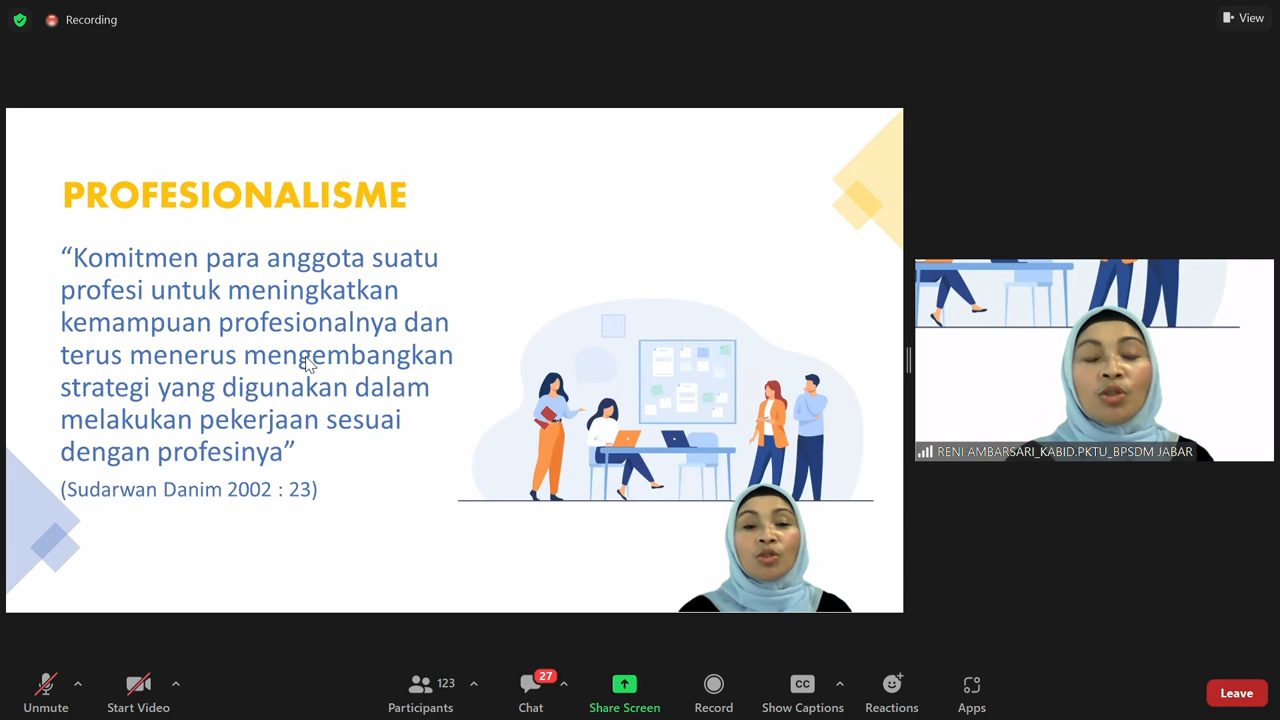 Recording
View
PROFESIONALISME
“Komitmen para anggota suatu
profesi untuk meningkatkan
kemampuan profesionalnya dan
terus menerus mengembangkan
strategi yang digunakan dalam
melakukan pekerjaan sesuai
dengan profesinya”
(Sudarwan Danim 2002 : 23)
RENI AMBARSARI_KABID.PKTU_BPSDM JABAR
Unmute
Start Video
123
Participants
27
Chat
Share Screen
Record
CC
Show Captions
Reactions
Apps
Leave